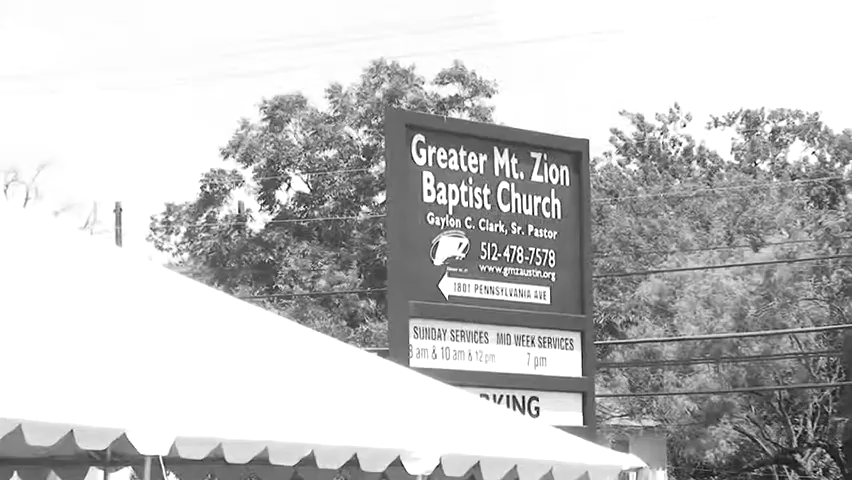 Greater Mt. Zion
Baptist Church
Gaylon C. Clark, Sr. Pastor
512-478-7578
www.gmzaustin.org
1801 PENNSYLVANIA AVE
SUNDAY SERVICES MID WEEK SERVICES
8 am & 10 am & 12 pm 7 pm
RKING